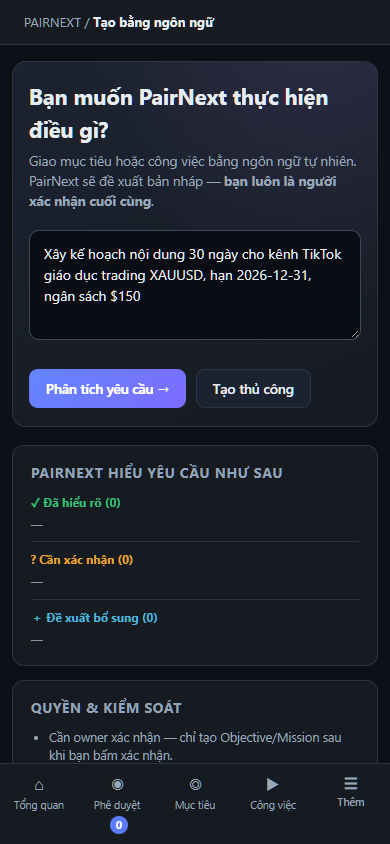 PAIRNEXT / Tạo bằng ngôn ngữ
Bạn muốn PairNext thực hiện
điều gì?
Giao mục tiêu hoặc công việc bằng ngôn ngữ tự nhiên.
PairNext sẽ đề xuất bản nháp — bạn luôn là người
xác nhận cuối cùng.
Xây kế hoạch nội dung 30 ngày cho kênh TikTok
giáo dục trading XAUUSD, hạn 2026-12-31,
ngân sách $150
Phân tích yêu cầu →
Tạo thủ công
PAIRNEXT HIỂU YÊU CẦU NHƯ SAU
✓ Đã hiểu rõ (0)
—
? Cần xác nhận (0)
—
+ Đề xuất bổ sung (0)
—
QUYỀN & KIỂM SOÁT
• Cần owner xác nhận — chỉ tạo Objective/Mission sau
khi bạn bấm xác nhận.
Tổng quan
Phê duyệt
0
Mục tiêu
Công việc
Thêm